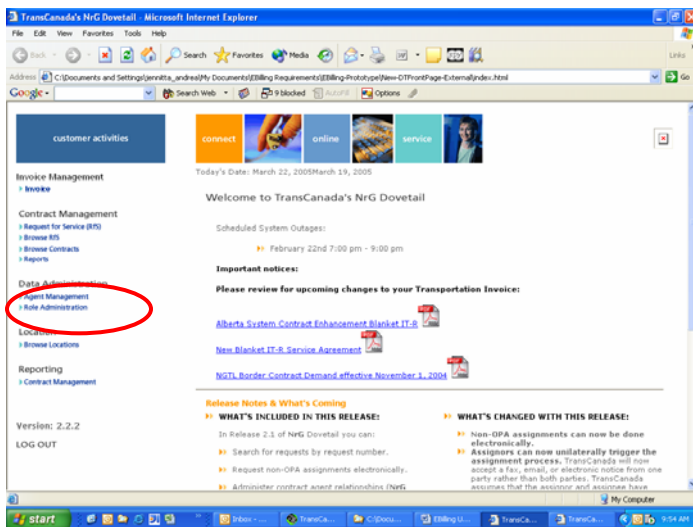 TransCanada's NrG Dovetail - Microsoft Internet Explorer
File Edit View Favorites Tools Help
Back Search Favorites Media Links
Address C:\Documents and Settings\jennitta_andrea\My Documents\EBilling Requirements\EBilling-Prototype\New-DTFrontPage-External\index.html Go
Google Search Web 9 blocked AutoFill Options
customer activities
connect online service
Today's Date: March 22, 2005March 19, 2005
Invoice Management
Invoice
Welcome to TransCanada's NrG Dovetail
Contract Management
Request for Service (RfS)
Browse RfS
Browse Contracts
Reports
Scheduled System Outages:
February 22nd 7:00 pm - 9:00 pm
Important notices:
Please review for upcoming changes to your Transportation Invoice:
Data Administration
Agent Management
Role Administration
Alberta System Contract Enhancement Blanket IT-R
Location
Browse Locations
New Blanket IT-R Service Agreement
Reporting
Contract Management
NGTL Border Contract Demand effective November 1, 2004
Release Notes & What's Coming
WHAT'S INCLUDED IN THIS RELEASE:
In Release 2.1 of NrG Dovetail you can:
Search for requests by request number.
Request non-OPA assignments electronically.
Administer contract agent relationships (NrG
WHAT'S CHANGED WITH THIS RELEASE:
Non-OPA assignments can now be done
electronically.
Assignors can now unilaterally trigger the
assignment process. TransCanada will now
accept a fax, email, or electronic notice from one
party rather than both parties. TransCanada
assumes that the assignor and assignee have
Version: 2.2.2
LOG OUT
My Computer
start Inbox - ... TransCa... C:\Docu... EBilling U... TransCa... TransCa... 9:54 AM